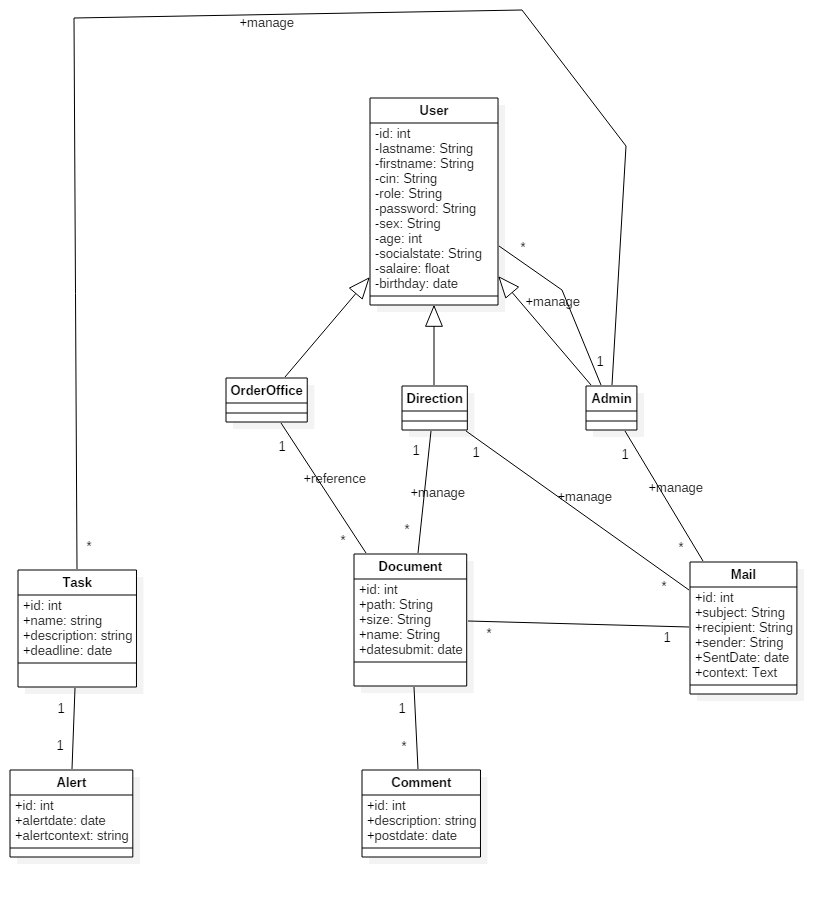 +manage
User
-id: int
-lastname: String
-firstname: String
-cin: String
-role: String
-password: String
-sex: String
-age: int
-socialstate: String
-salaire: float
-birthday: date
*
+manage
1
OrderOffice
Direction
Admin
1
1
1
1
+reference
+manage
+manage
+manage
*
*
*
*
*
Task
+id: int
+name: string
+description: string
+deadline: date
Document
+id: int
+path: String
+size: String
+name: String
+datesubmit: date
Mail
+id: int
+subject: String
+recipient: String
+sender: String
+SentDate: date
+context: Text
*
1
1
1
1
*
Alert
+id: int
+alertdate: date
+alertcontext: string
Comment
+id: int
+description: string
+postdate: date